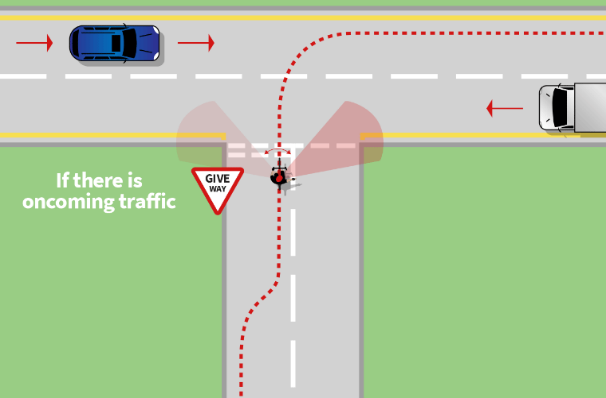 If there is
oncoming traffic
GIVE
WAY